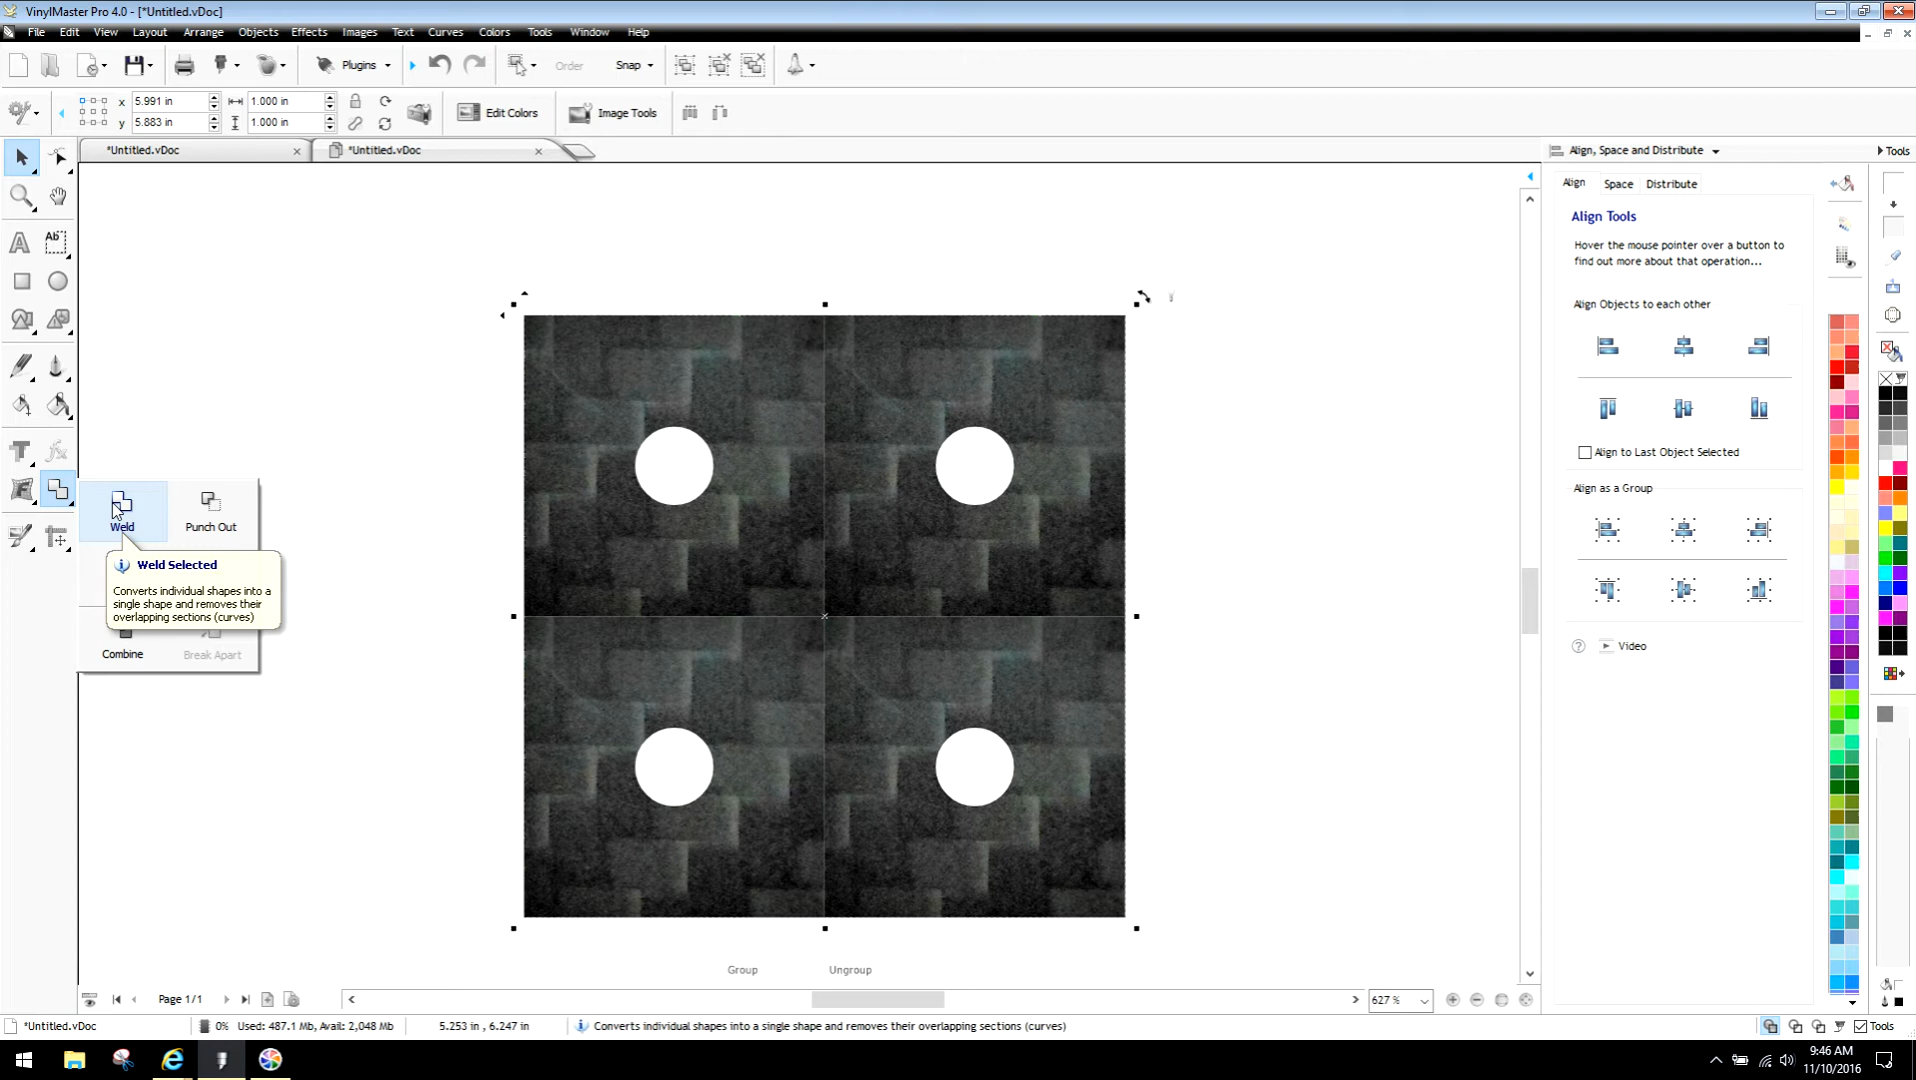 VinylMaster Pro 4.0 - [*Untitled.vDoc]
File Edit View Layout Arrange Objects Effects Images Text Curves Colors Tools Window Help
Plugins Order Snap
x 5.991 in 1.000 in
y 5.883 in 1.000 in
Edit Colors Image Tools
*Untitled.vDoc *Untitled.vDoc
Align, Space and Distribute Tools
Align Space Distribute
Align Tools
Hover the mouse pointer over a button to
find out more about that operation...
Align Objects to each other
Align to Last Object Selected
Align as a Group
Video
Weld Punch Out
Weld Selected
Converts individual shapes into a
single shape and removes their
overlapping sections (curves)
Combine Break Apart
Group Ungroup
Page 1/1 627 %
*Untitled.vDoc 0% Used: 487.1 Mb, Avail: 2,048 Mb 5.253 in , 6.247 in Converts individual shapes into a single shape and removes their overlapping sections (curves) Tools
9:46 AM
11/10/2016